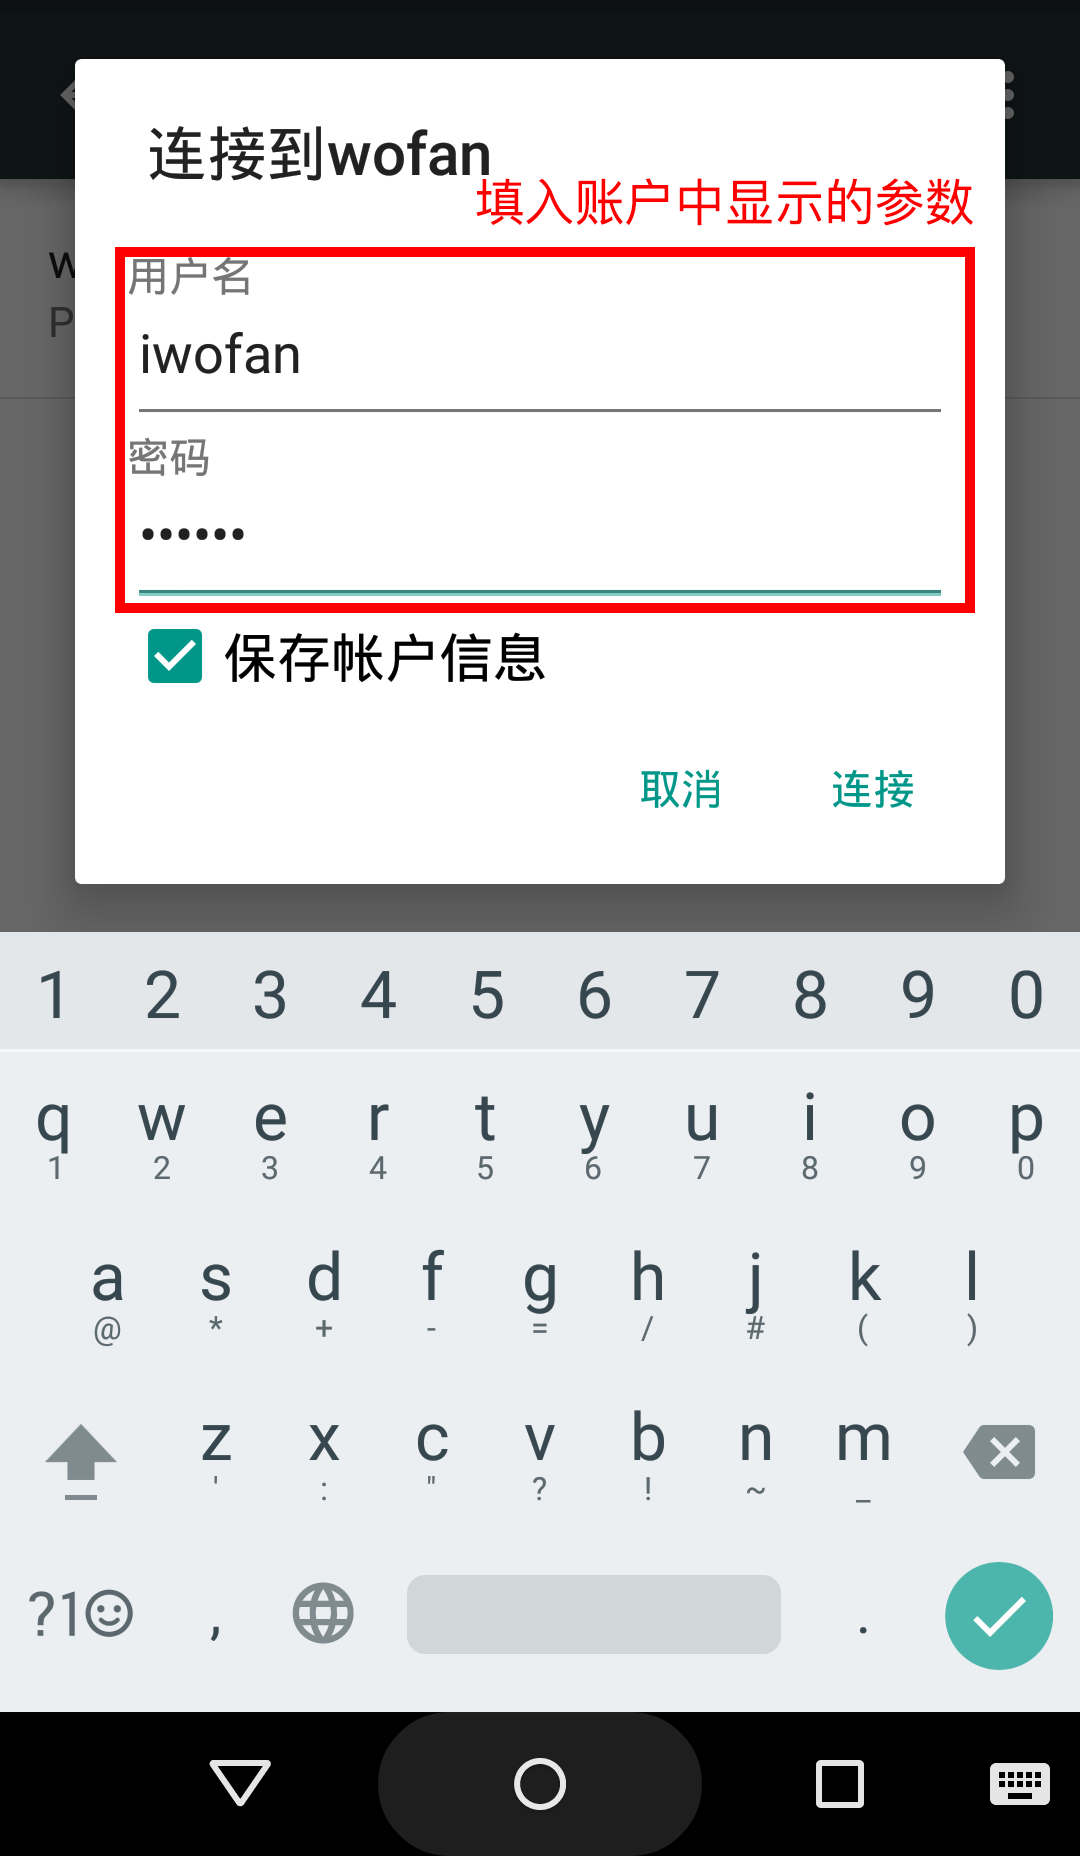 连接到wofan
填入账户中显示的参数
w
P
用户名
iwofan
密码
••••••
保存帐户信息
取消 连接
1 2 3 4 5 6 7 8 9 0
q w e r t y u i o p
1 2 3 4 5 6 7 8 9 0
a s d f g h j k l
@ * + - = / # ( )
z x c v b n m
' : " ? ! ~ _
?1☺ , .